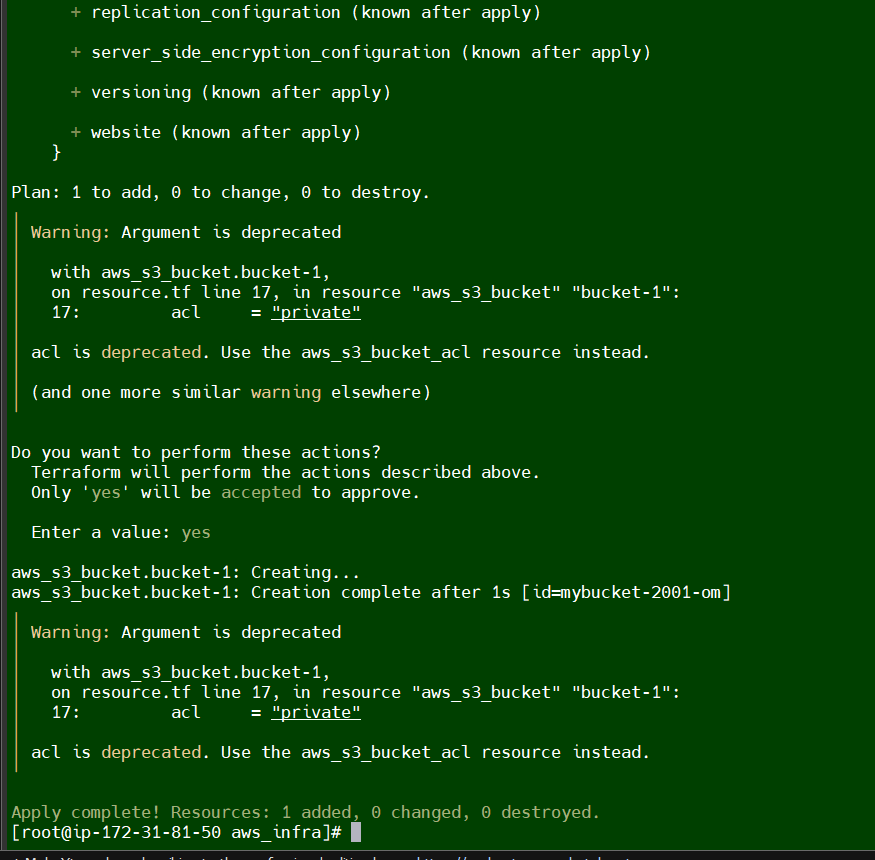 + replication_configuration (known after apply)
+ server_side_encryption_configuration (known after apply)
+ versioning (known after apply)
+ website (known after apply)
}
Plan: 1 to add, 0 to change, 0 to destroy.
Warning: Argument is deprecated
with aws_s3_bucket.bucket-1,
on resource.tf line 17, in resource "aws_s3_bucket" "bucket-1":
17:         acl     = "private"
acl is deprecated. Use the aws_s3_bucket_acl resource instead.
(and one more similar warning elsewhere)
Do you want to perform these actions?
Terraform will perform the actions described above.
Only 'yes' will be accepted to approve.
Enter a value: yes
aws_s3_bucket.bucket-1: Creating...
aws_s3_bucket.bucket-1: Creation complete after 1s [id=mybucket-2001-om]
Warning: Argument is deprecated
with aws_s3_bucket.bucket-1,
on resource.tf line 17, in resource "aws_s3_bucket" "bucket-1":
17:         acl     = "private"
acl is deprecated. Use the aws_s3_bucket_acl resource instead.
Apply complete! Resources: 1 added, 0 changed, 0 destroyed.
[root@ip-172-31-81-50 aws_infra]#